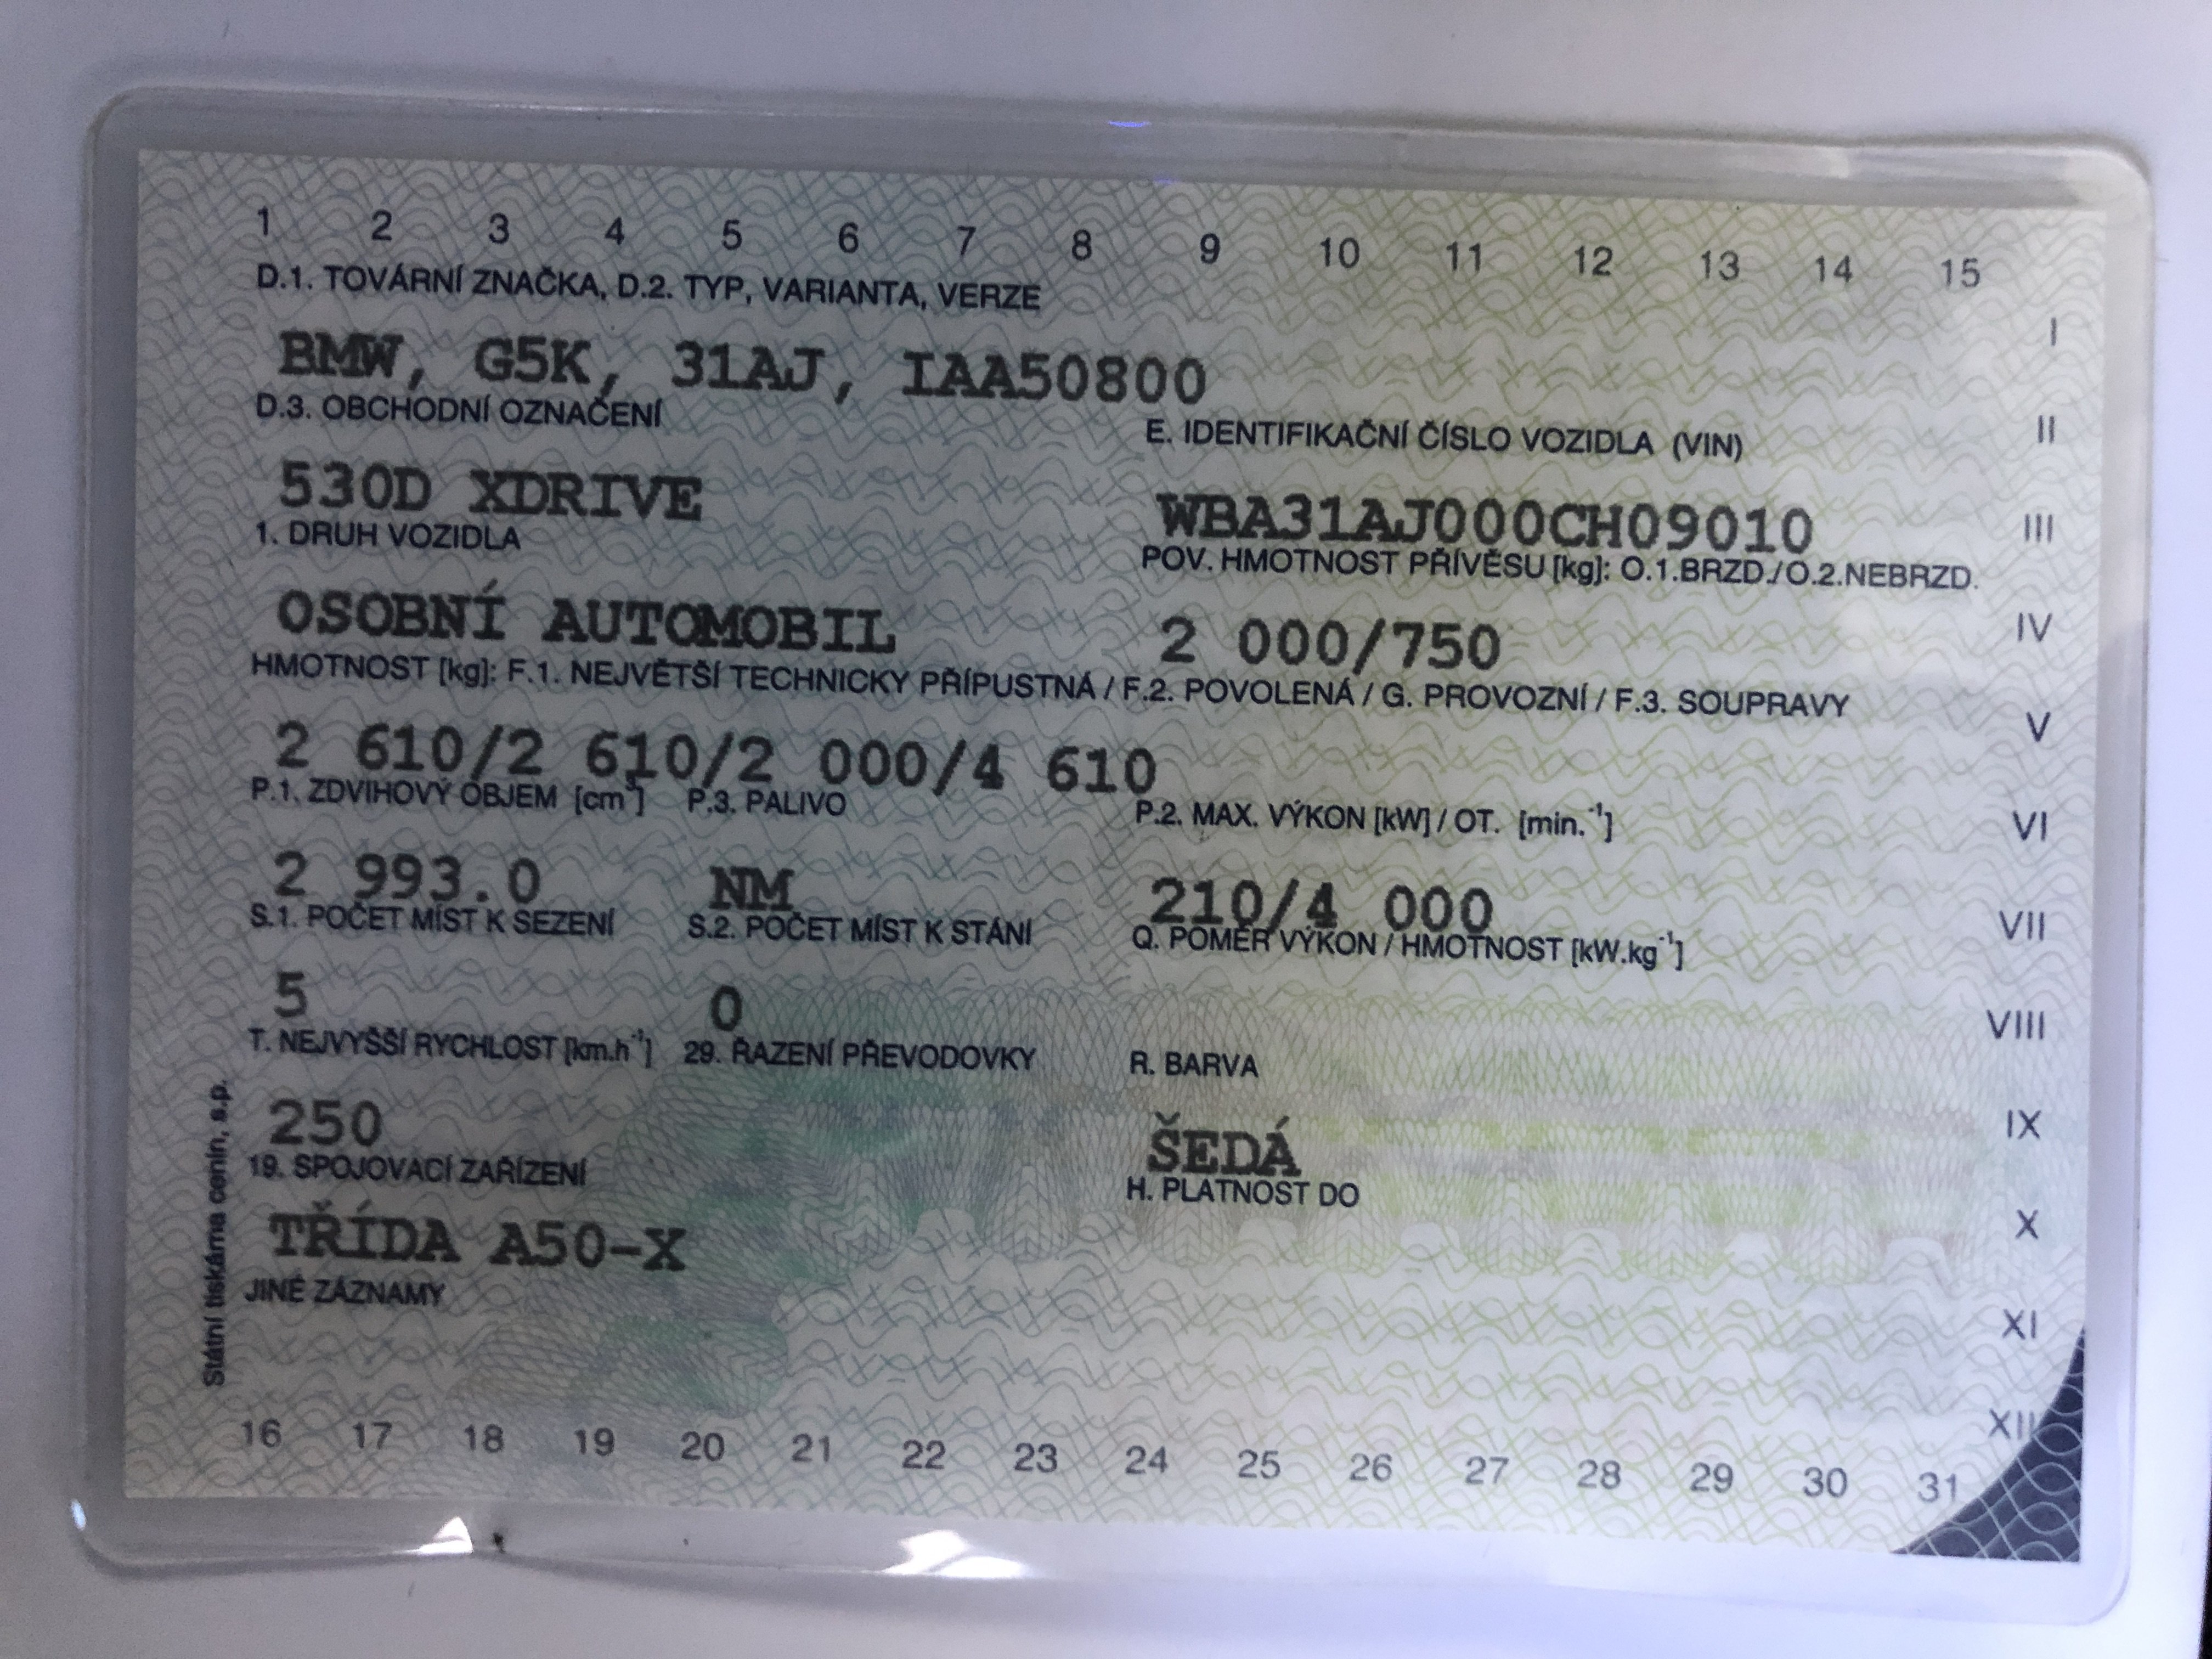 1 2 3 4 5 6 7 8 9 10 11 12 13 14 15
D.1. TOVÁRNÍ ZNAČKA, D.2. TYP, VARIANTA, VERZE
I
BMW, G5K, 31AJ, IAA50800
D.3. OBCHODNÍ OZNAČENÍ E. IDENTIFIKAČNÍ ČÍSLO VOZIDLA (VIN) II
530D XDRIVE WBA31AJ000CH09010 III
1. DRUH VOZIDLA POV. HMOTNOST PŘÍVĚSU [kg]: O.1.BRZD./O.2.NEBRZD.
OSOBNÍ AUTOMOBIL 2 000/750 IV
HMOTNOST [kg]: F.1. NEJVĚTŠÍ TECHNICKY PŘÍPUSTNÁ / F.2. POVOLENÁ / G. PROVOZNÍ / F.3. SOUPRAVY
2 610/2 610/2 000/4 610 V
P.1. ZDVIHOVÝ OBJEM [cm³] P.3. PALIVO P.2. MAX. VÝKON [kW] / OT. [min.⁻¹] VI
2 993.0 NM 210/4 000 VII
S.1. POČET MÍST K SEZENÍ S.2. POČET MÍST K STÁNÍ Q. POMĚR VÝKON / HMOTNOST [kW.kg⁻¹]
5 0 VIII
T. NEJVYŠŠÍ RYCHLOST [km.h⁻¹] 29. ŘAZENÍ PŘEVODOVKY R. BARVA
250 ŠEDÁ IX
19. SPOJOVACÍ ZAŘÍZENÍ H. PLATNOST DO
TŘÍDA A50-X X
JINÉ ZÁZNAMY
XI
Státní tiskárna cenin, s.p.
XII
16 17 18 19 20 21 22 23 24 25 26 27 28 29 30 31